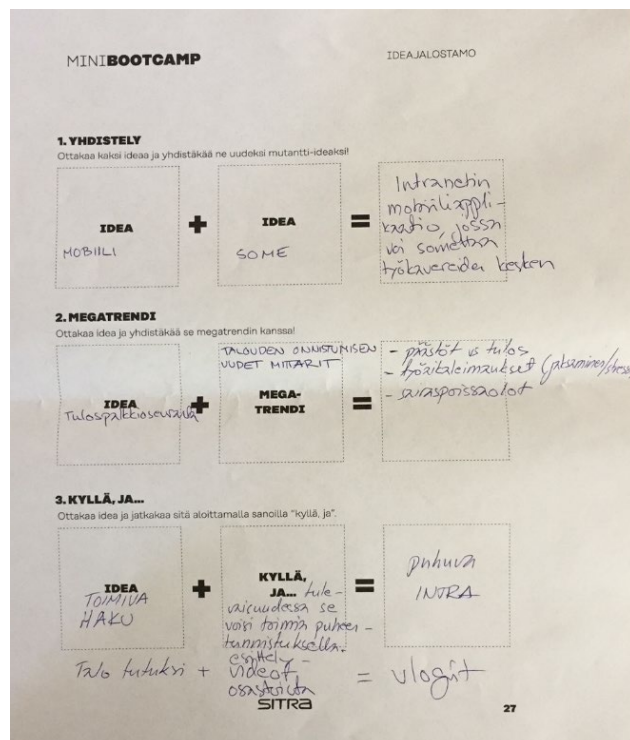 MINIBOOTCAMP
IDEAJALOSTAMO
1. YHDISTELY
Ottakaa kaksi ideaa ja yhdistäkää ne uudeksi mutantti-ideaksi!
IDEA
MOBIILI
+
IDEA
SOME
=
Intranetin
mobiiliappli-
kaatio, jossa
voi somettaa
työkavereiden kesken
2. MEGATRENDI
Ottakaa idea ja yhdistäkää se megatrendin kanssa!
IDEA
Tulospalkkioseuranta
+
TALOUDEN ONNISTUMISEN
UUDET MITTARIT
MEGA-
TRENDI
=
- päästöt vs tulos
- työaikaleimaukset (jaksaminen/stressi
- sairaspoissaolot
3. KYLLÄ, JA...
Ottakaa idea ja jatkakaa sitä aloittamalla sanoilla "kyllä, ja".
IDEA
TOIMIVA
HAKU
+
KYLLÄ,
JA... tule-
vaisuudessa se
voisi toimia puheen-
tunnistuksella.
=
puhuva
INTRA
Talo tutuksi +
esittely-
videot
osastoista
= vlogit
SITRA
27